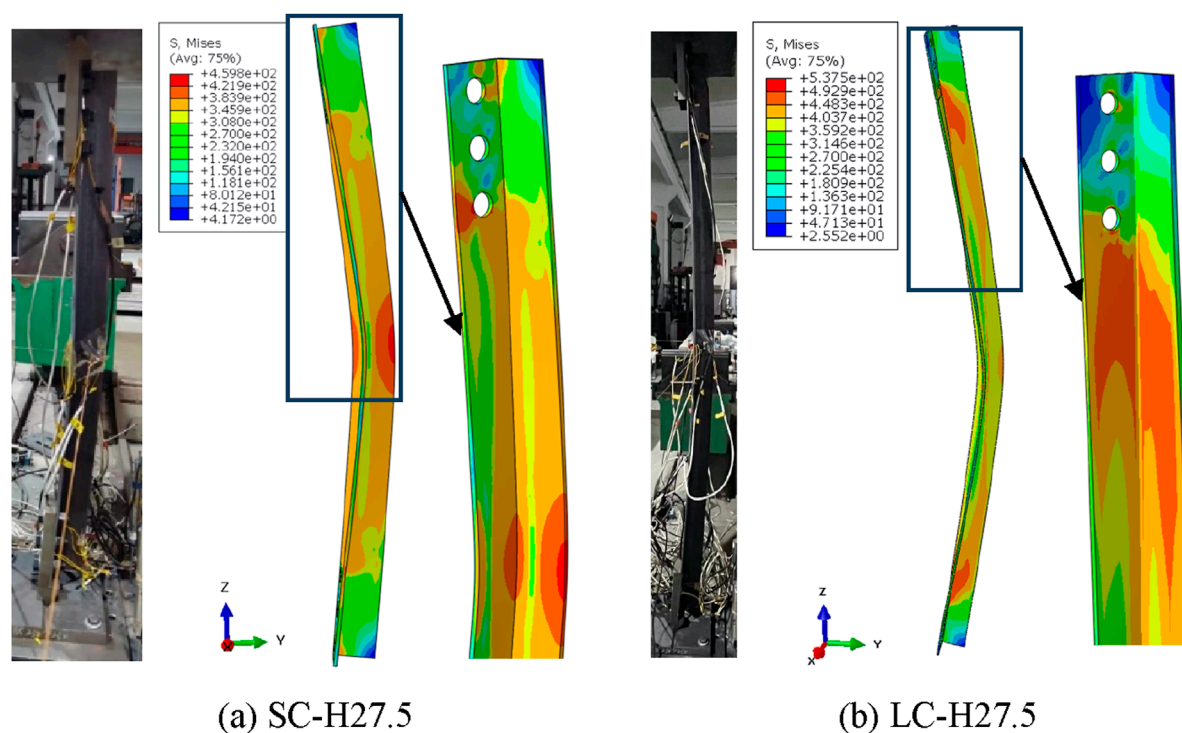 S, Mises
(Avg: 75%)
+4.598e+02
+4.219e+02
+3.839e+02
+3.459e+02
+3.080e+02
+2.700e+02
+2.320e+02
+1.940e+02
+1.561e+02
+1.181e+02
+8.012e+01
+4.215e+01
+4.172e+00
Z
Y
X
(a) SC-H27.5
S, Mises
(Avg: 75%)
+5.375e+02
+4.929e+02
+4.483e+02
+4.037e+02
+3.592e+02
+3.146e+02
+2.700e+02
+2.254e+02
+1.809e+02
+1.363e+02
+9.171e+01
+4.713e+01
+2.552e+00
Z
Y
X
(b) LC-H27.5